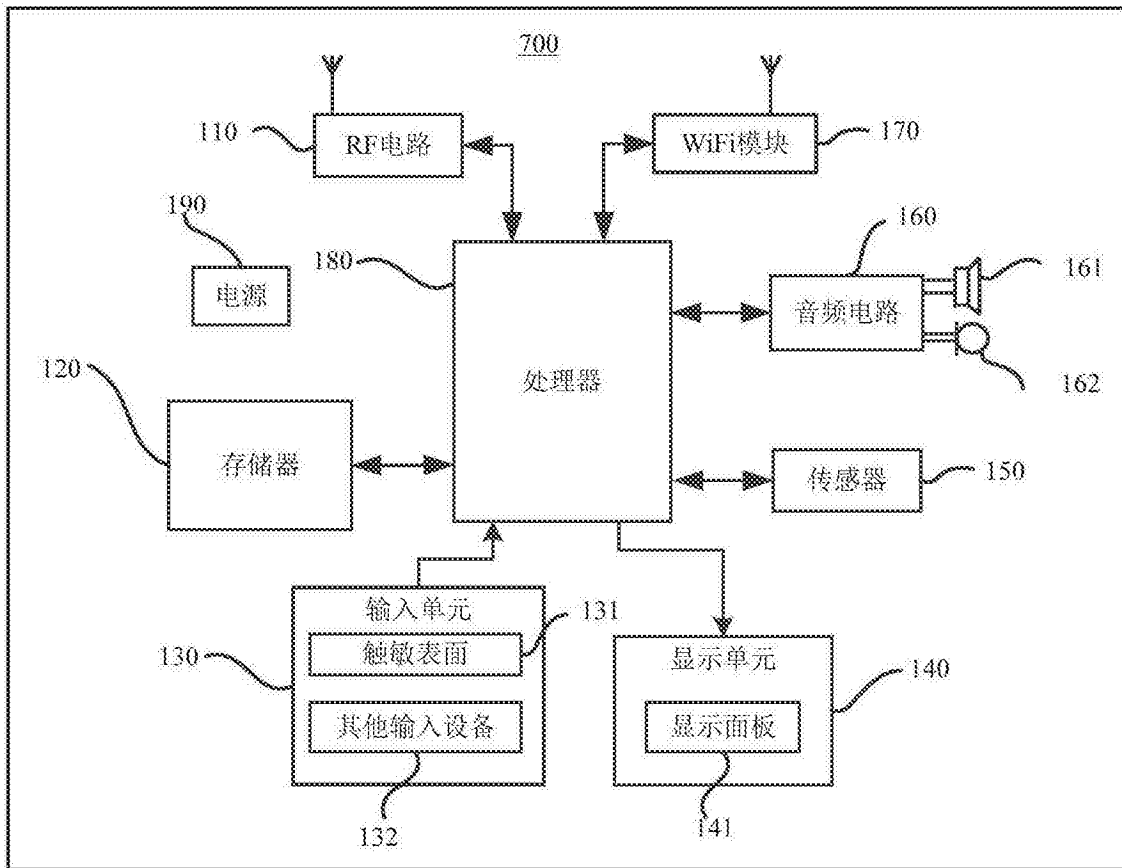 700
110
RF电路
WiFi模块
170
190
电源
180
160
161
音频电路
162
处理器
120
存储器
传感器
150
输入单元
131
触敏表面
130
其他输入设备
132
显示单元
140
显示面板
141